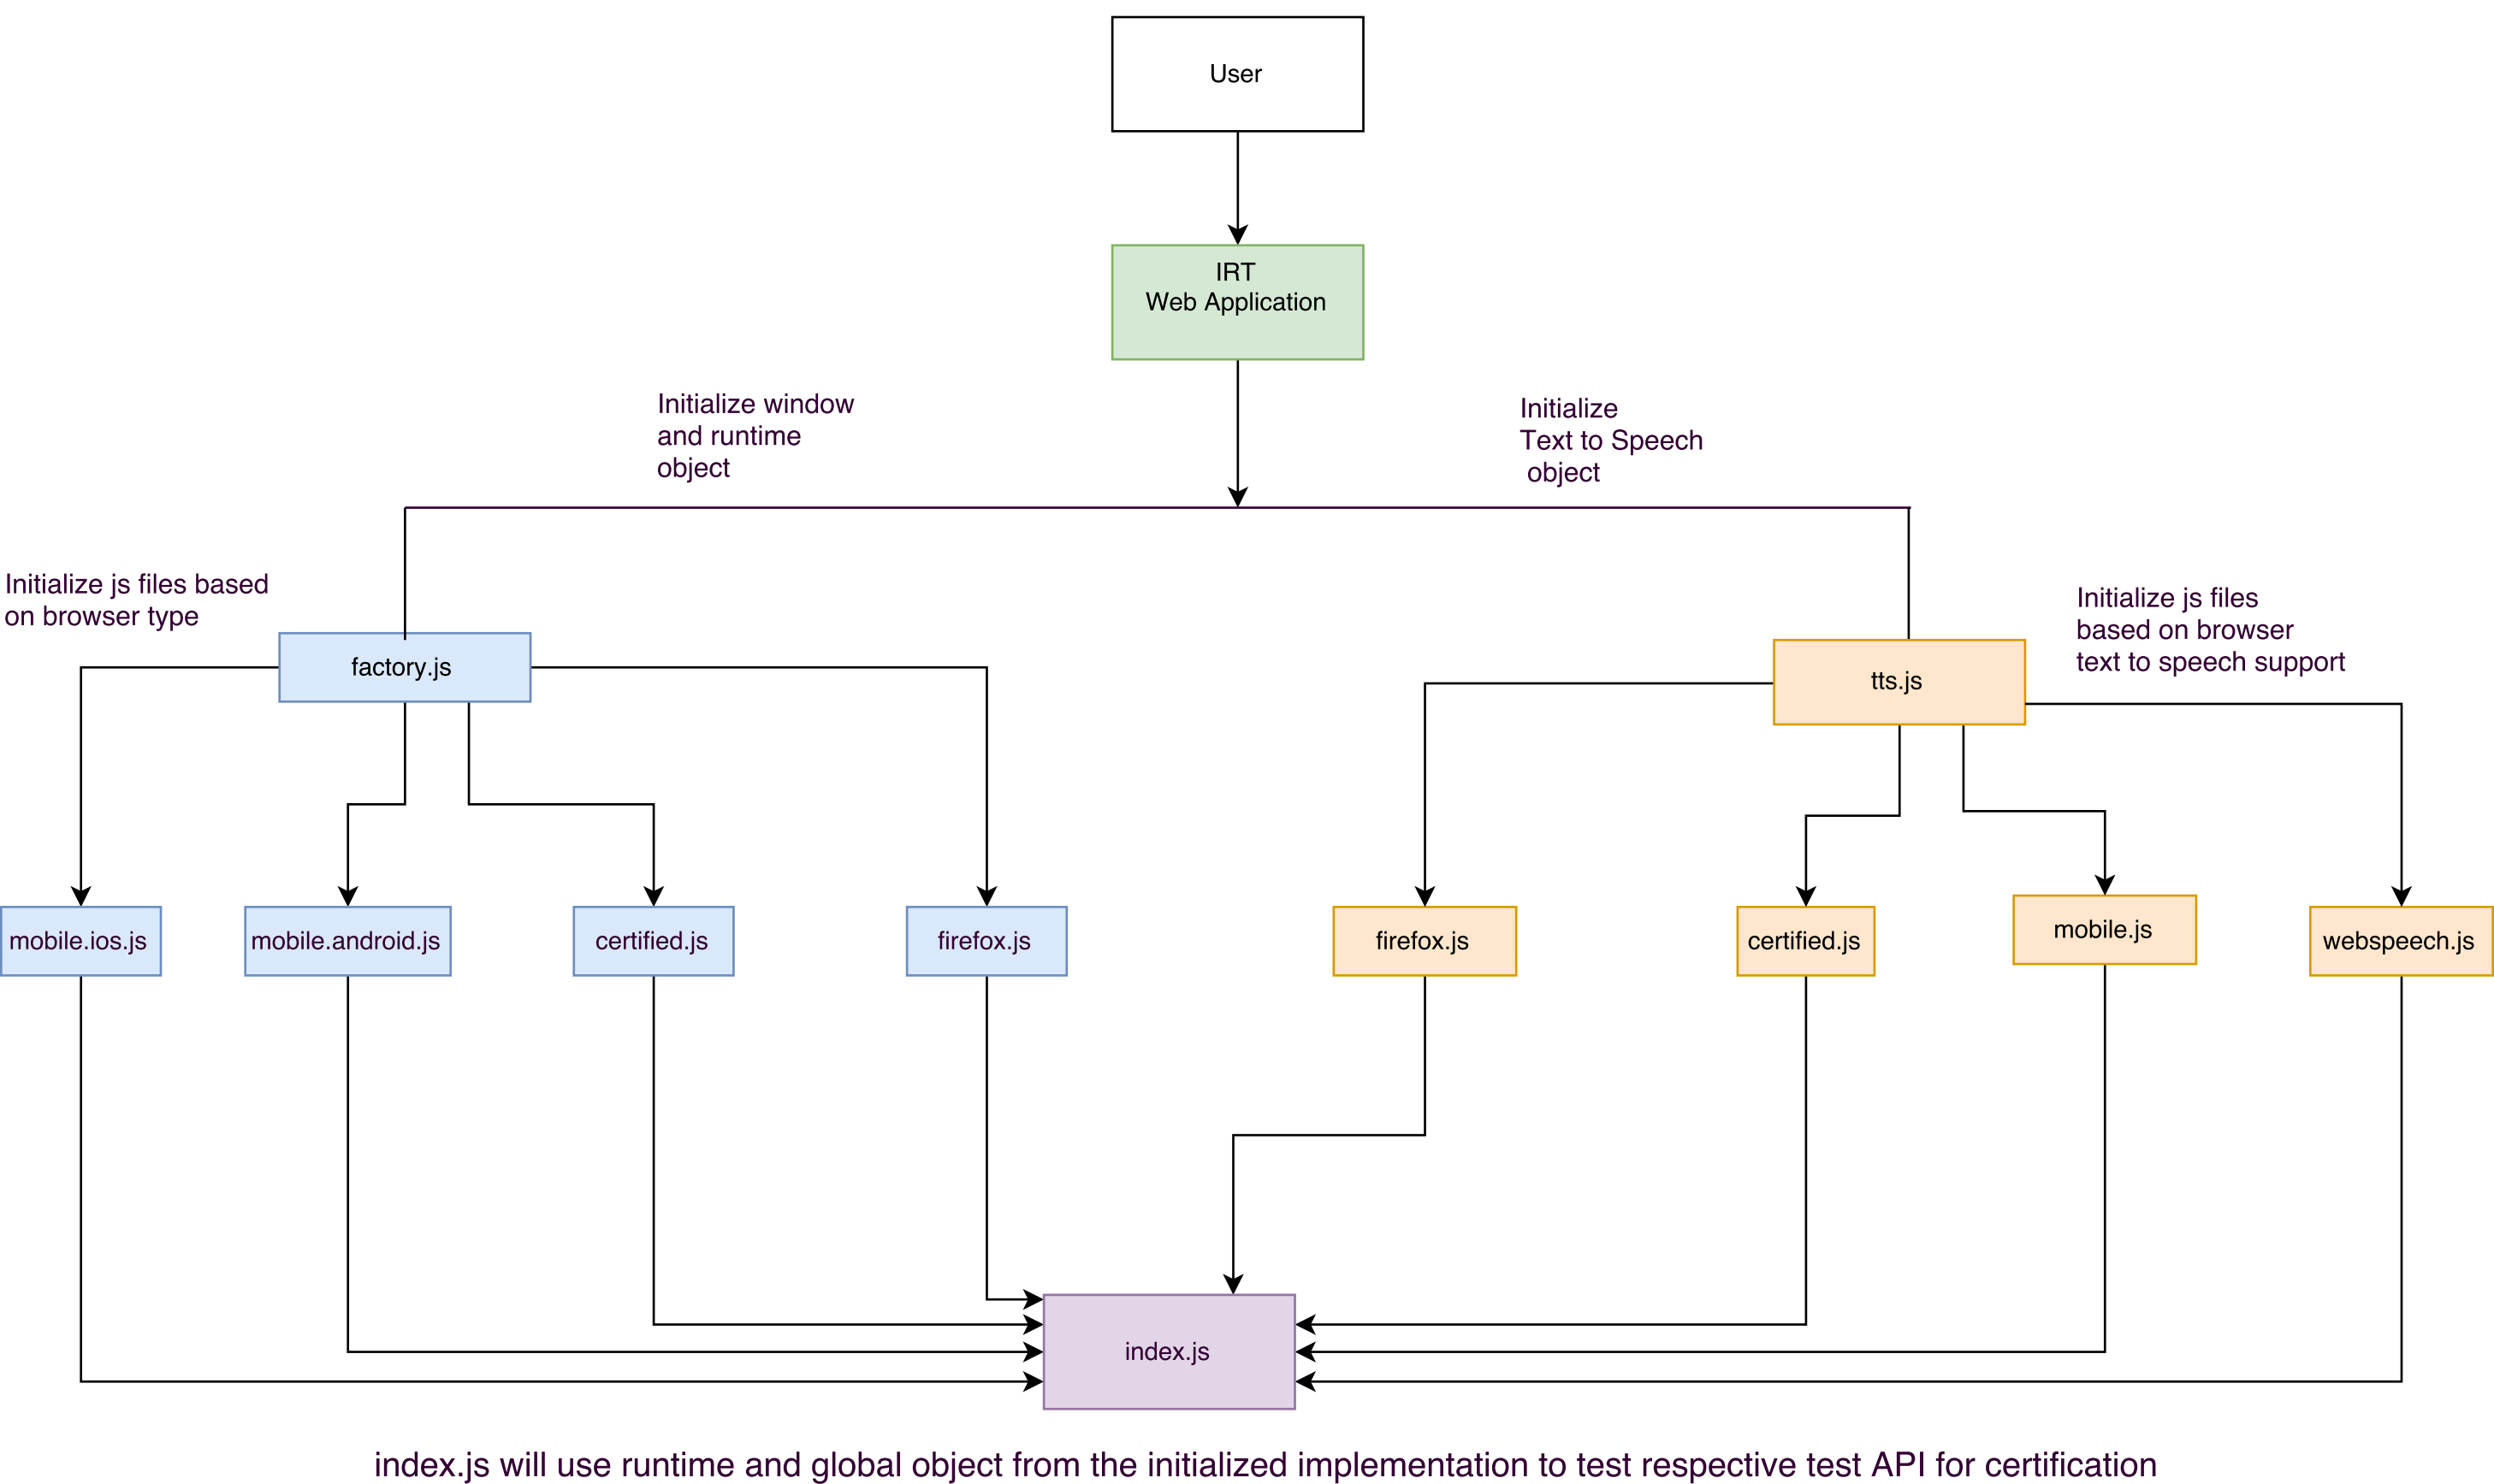 User
IRT
Web Application
Initialize window
and runtime
object
Initialize
Text to Speech
object
Initialize js files based
on browser type
Initialize js files
based on browser
text to speech support
factory.js
tts.js
mobile.ios.js
mobile.android.js
certified.js
firefox.js
firefox.js
certified.js
mobile.js
webspeech.js
index.js
index.js will use runtime and global object from the initialized implementation to test respective test API for certification